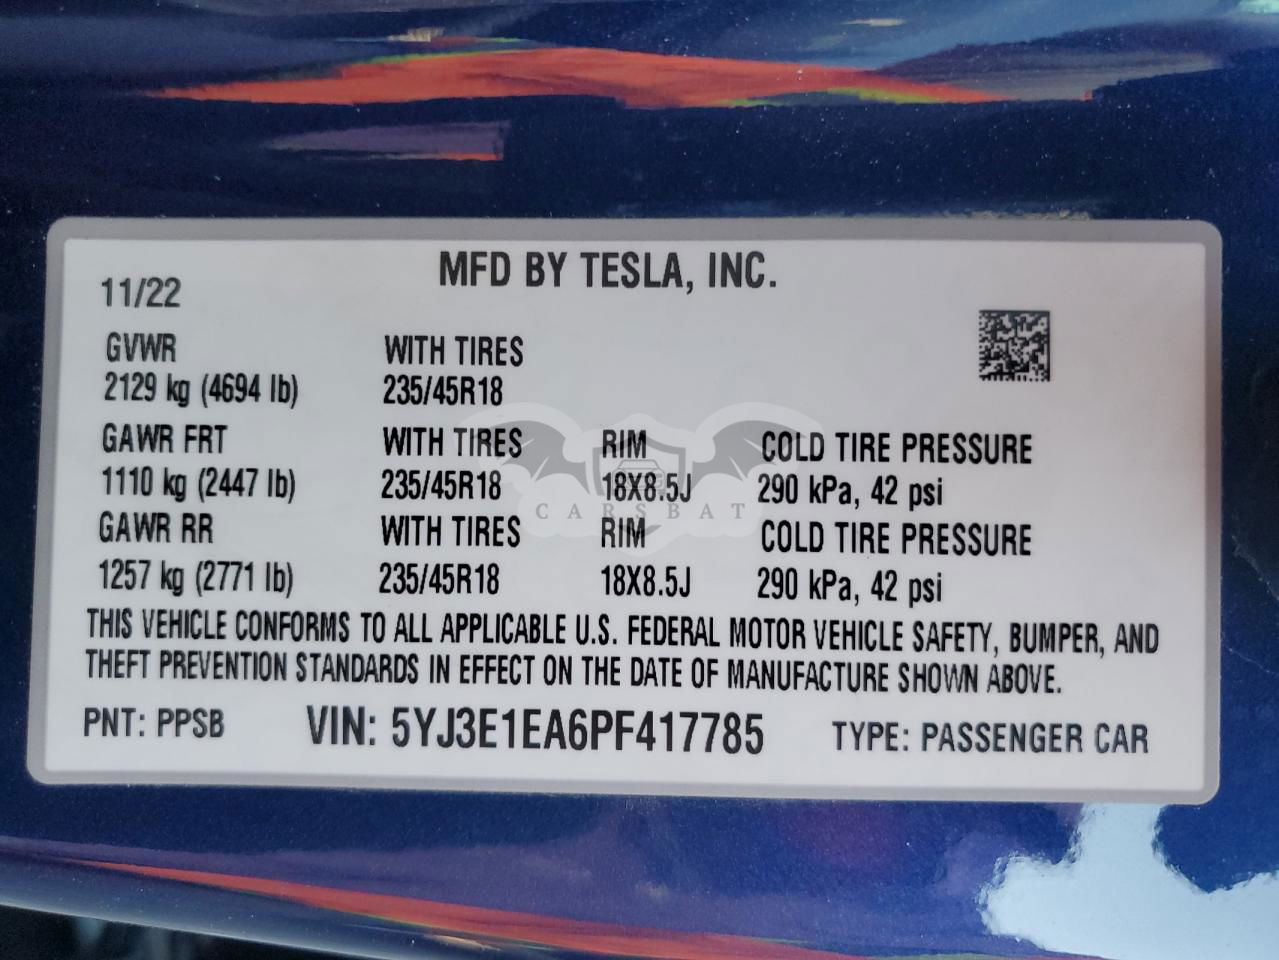 MFD BY TESLA, INC.
11/22
GVWR WITH TIRES
2129 kg (4694 lb) 235/45R18
GAWR FRT WITH TIRES RIM COLD TIRE PRESSURE
1110 kg (2447 lb) 235/45R18 18X8.5J 290 kPa, 42 psi
CARSBAT
GAWR RR WITH TIRES RIM COLD TIRE PRESSURE
1257 kg (2771 lb) 235/45R18 18X8.5J 290 kPa, 42 psi
THIS VEHICLE CONFORMS TO ALL APPLICABLE U.S. FEDERAL MOTOR VEHICLE SAFETY, BUMPER, AND
THEFT PREVENTION STANDARDS IN EFFECT ON THE DATE OF MANUFACTURE SHOWN ABOVE.
PNT: PPSB VIN: 5YJ3E1EA6PF417785 TYPE: PASSENGER CAR